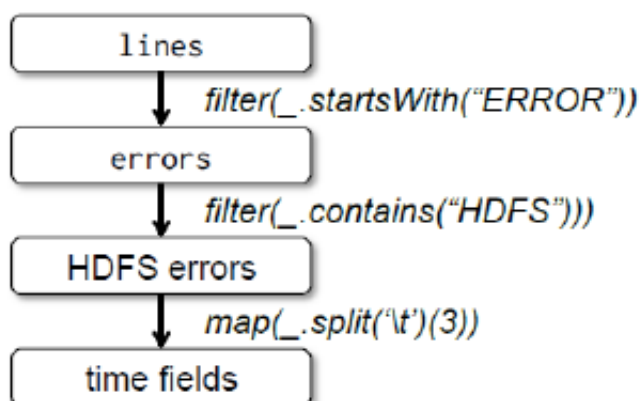 lines
filter(_.startsWith(“ERROR”))
errors
filter(_.contains(“HDFS”)))
HDFS errors
map(_.split(‘\t’)(3))
time fields